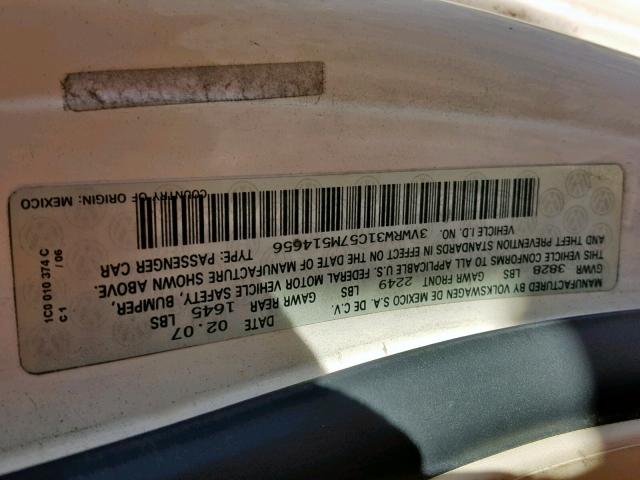 MANUFACTURED BY VOLKSWAGEN DE MEXICO S.A. DE C.V. DATE 02.07
GVWR 3828 LBS GAWR FRONT 2249 LBS GAWR REAR 1645 LBS
THIS VEHICLE CONFORMS TO ALL APPLICABLE U.S. FEDERAL MOTOR VEHICLE SAFETY, BUMPER,
AND THEFT PREVENTION STANDARDS IN EFFECT ON THE DATE OF MANUFACTURE SHOWN ABOVE.
VEHICLE I.D NO. 3VWRW31C57M514656 TYPE: PASSENGER CAR
COUNTRY OF ORIGIN: MEXICO
1C0 010 374 C
C1 / 06